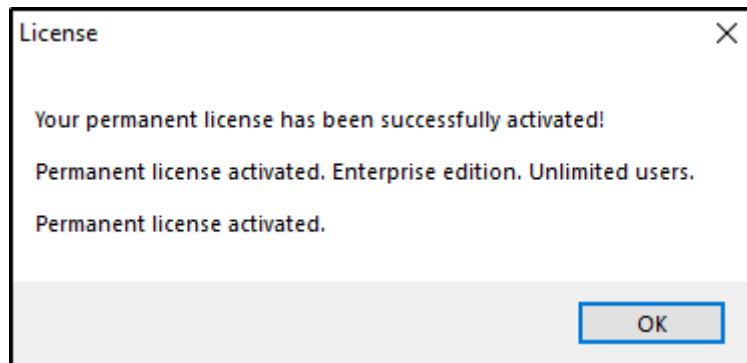 License
Your permanent license has been successfully activated!
Permanent license activated. Enterprise edition. Unlimited users.
Permanent license activated.
OK